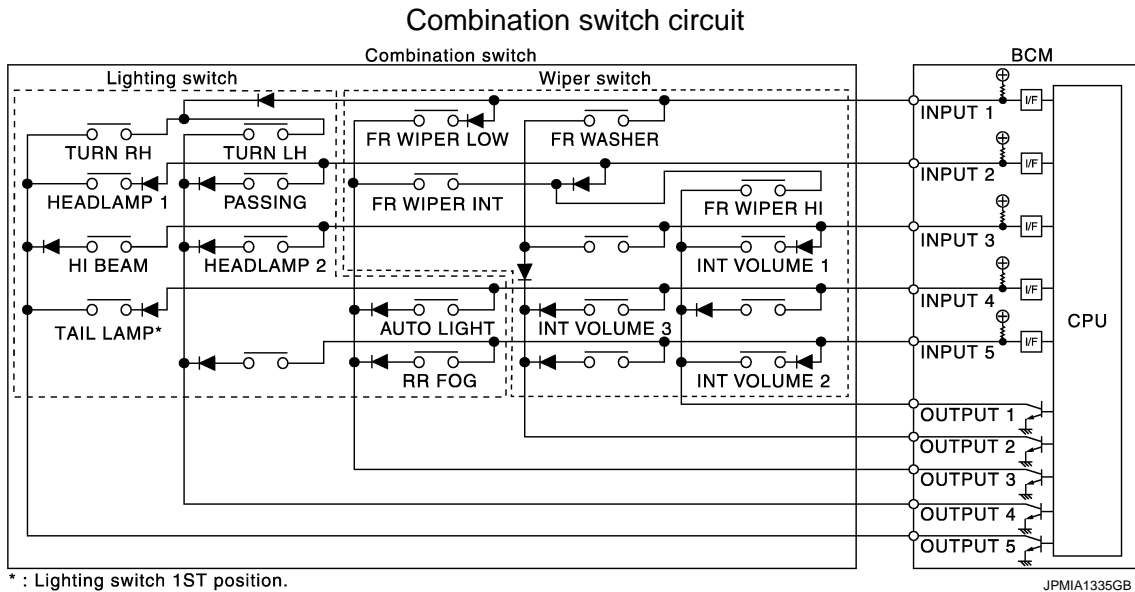 Combination switch circuit
Combination switch
BCM
Lighting switch
Wiper switch
INPUT 1
I/F
TURN RH
TURN LH
FR WIPER LOW
FR WASHER
INPUT 2
I/F
HEADLAMP 1
PASSING
FR WIPER INT
FR WIPER HI
INPUT 3
I/F
HI BEAM
HEADLAMP 2
INT VOLUME 1
INPUT 4
I/F
TAIL LAMP*
AUTO LIGHT
INT VOLUME 3
CPU
INPUT 5
I/F
RR FOG
INT VOLUME 2
OUTPUT 1
OUTPUT 2
OUTPUT 3
OUTPUT 4
OUTPUT 5
* : Lighting switch 1ST position.
JPMIA1335GB